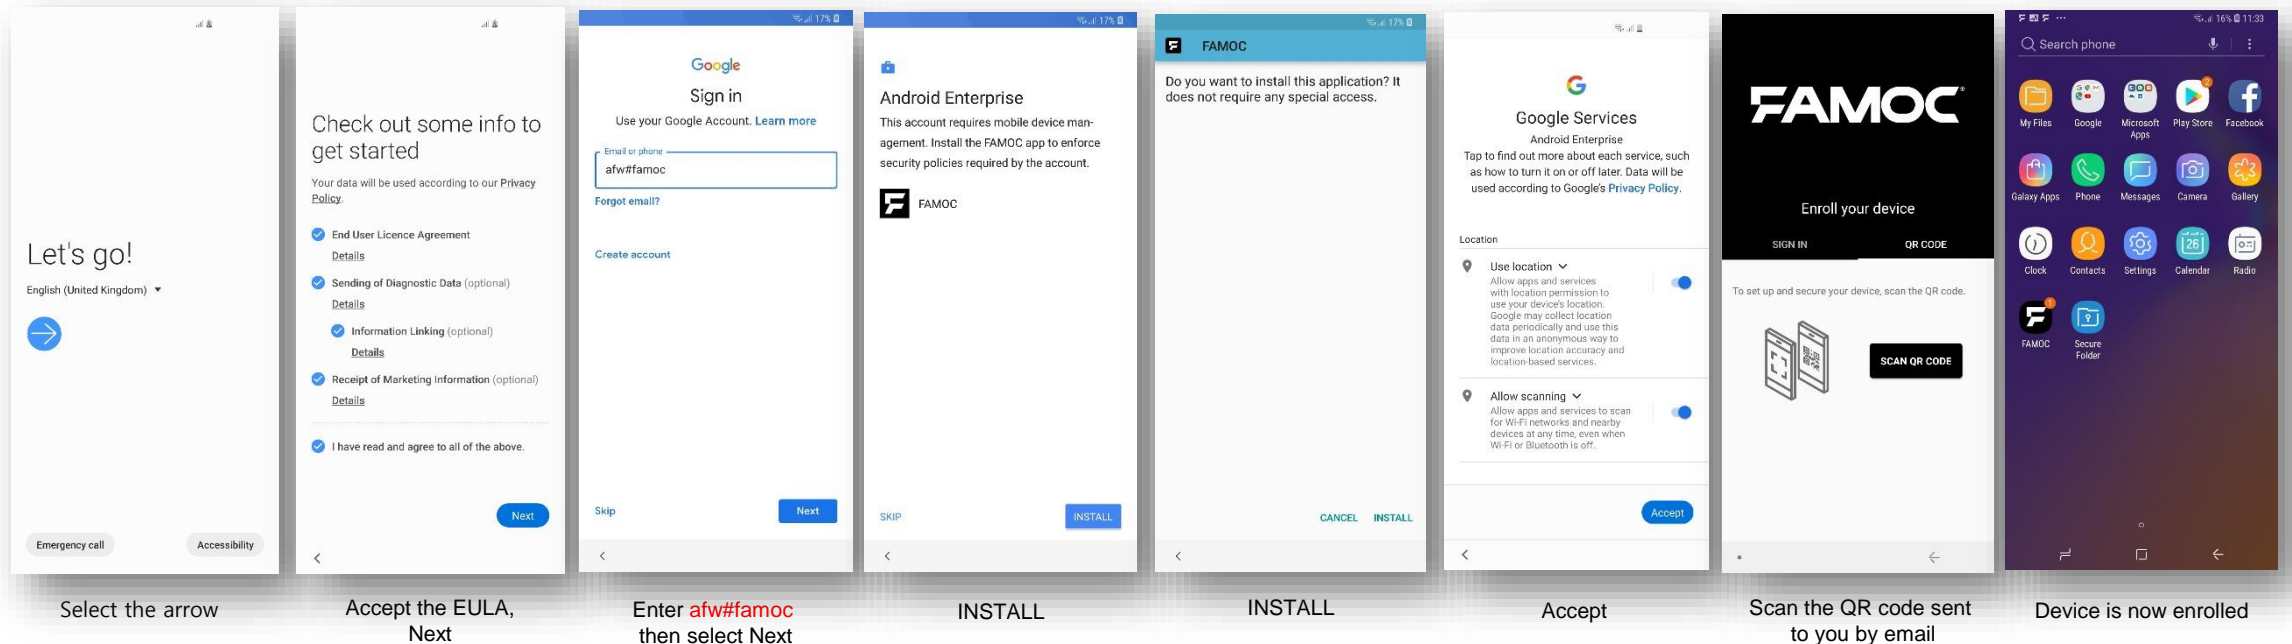 Let's go!
English (United Kingdom)
Emergency call
Accessibility
Select the arrow
Check out some info to
get started
Your data will be used according to our Privacy
Policy.
End User Licence Agreement
Details
Sending of Diagnostic Data (optional)
Details
Information Linking (optional)
Details
Receipt of Marketing Information (optional)
Details
I have read and agree to all of the above.
Next
Accept the EULA,
Next
17%
Google
Sign in
Use your Google Account. Learn more
Email or phone
afw#famoc
Forgot email?
Create account
Skip
Next
Enter afw#famoc
then select Next
17%
Android Enterprise
This account requires mobile device man-
agement. Install the FAMOC app to enforce
security policies required by the account.
FAMOC
SKIP
INSTALL
INSTALL
17%
FAMOC
Do you want to install this application? It
does not require any special access.
CANCEL INSTALL
INSTALL
Google Services
Android Enterprise
Tap to find out more about each service, such
as how to turn it on or off later. Data will be
used according to Google's Privacy Policy.
Location
Use location
Allow apps and services
with location permission to
use your device's location.
Google may collect location
data periodically and use this
data in an anonymous way to
improve location accuracy and
location-based services.
Allow scanning
Allow apps and services to scan
for Wi-Fi networks and nearby
devices at any time, even when
Wi-Fi or Bluetooth is off.
Accept
Accept
FAMOC®
Enroll your device
SIGN IN
QR CODE
To set up and secure your device, scan the QR code.
SCAN QR CODE
Scan the QR code sent
to you by email
16% 11:33
Search phone
2
My Files Google Microsoft Apps Play Store Facebook
Galaxy Apps Phone Messages Camera Gallery
26
Clock Contacts Settings Calendar Radio
1
FAMOC Secure Folder
Device is now enrolled